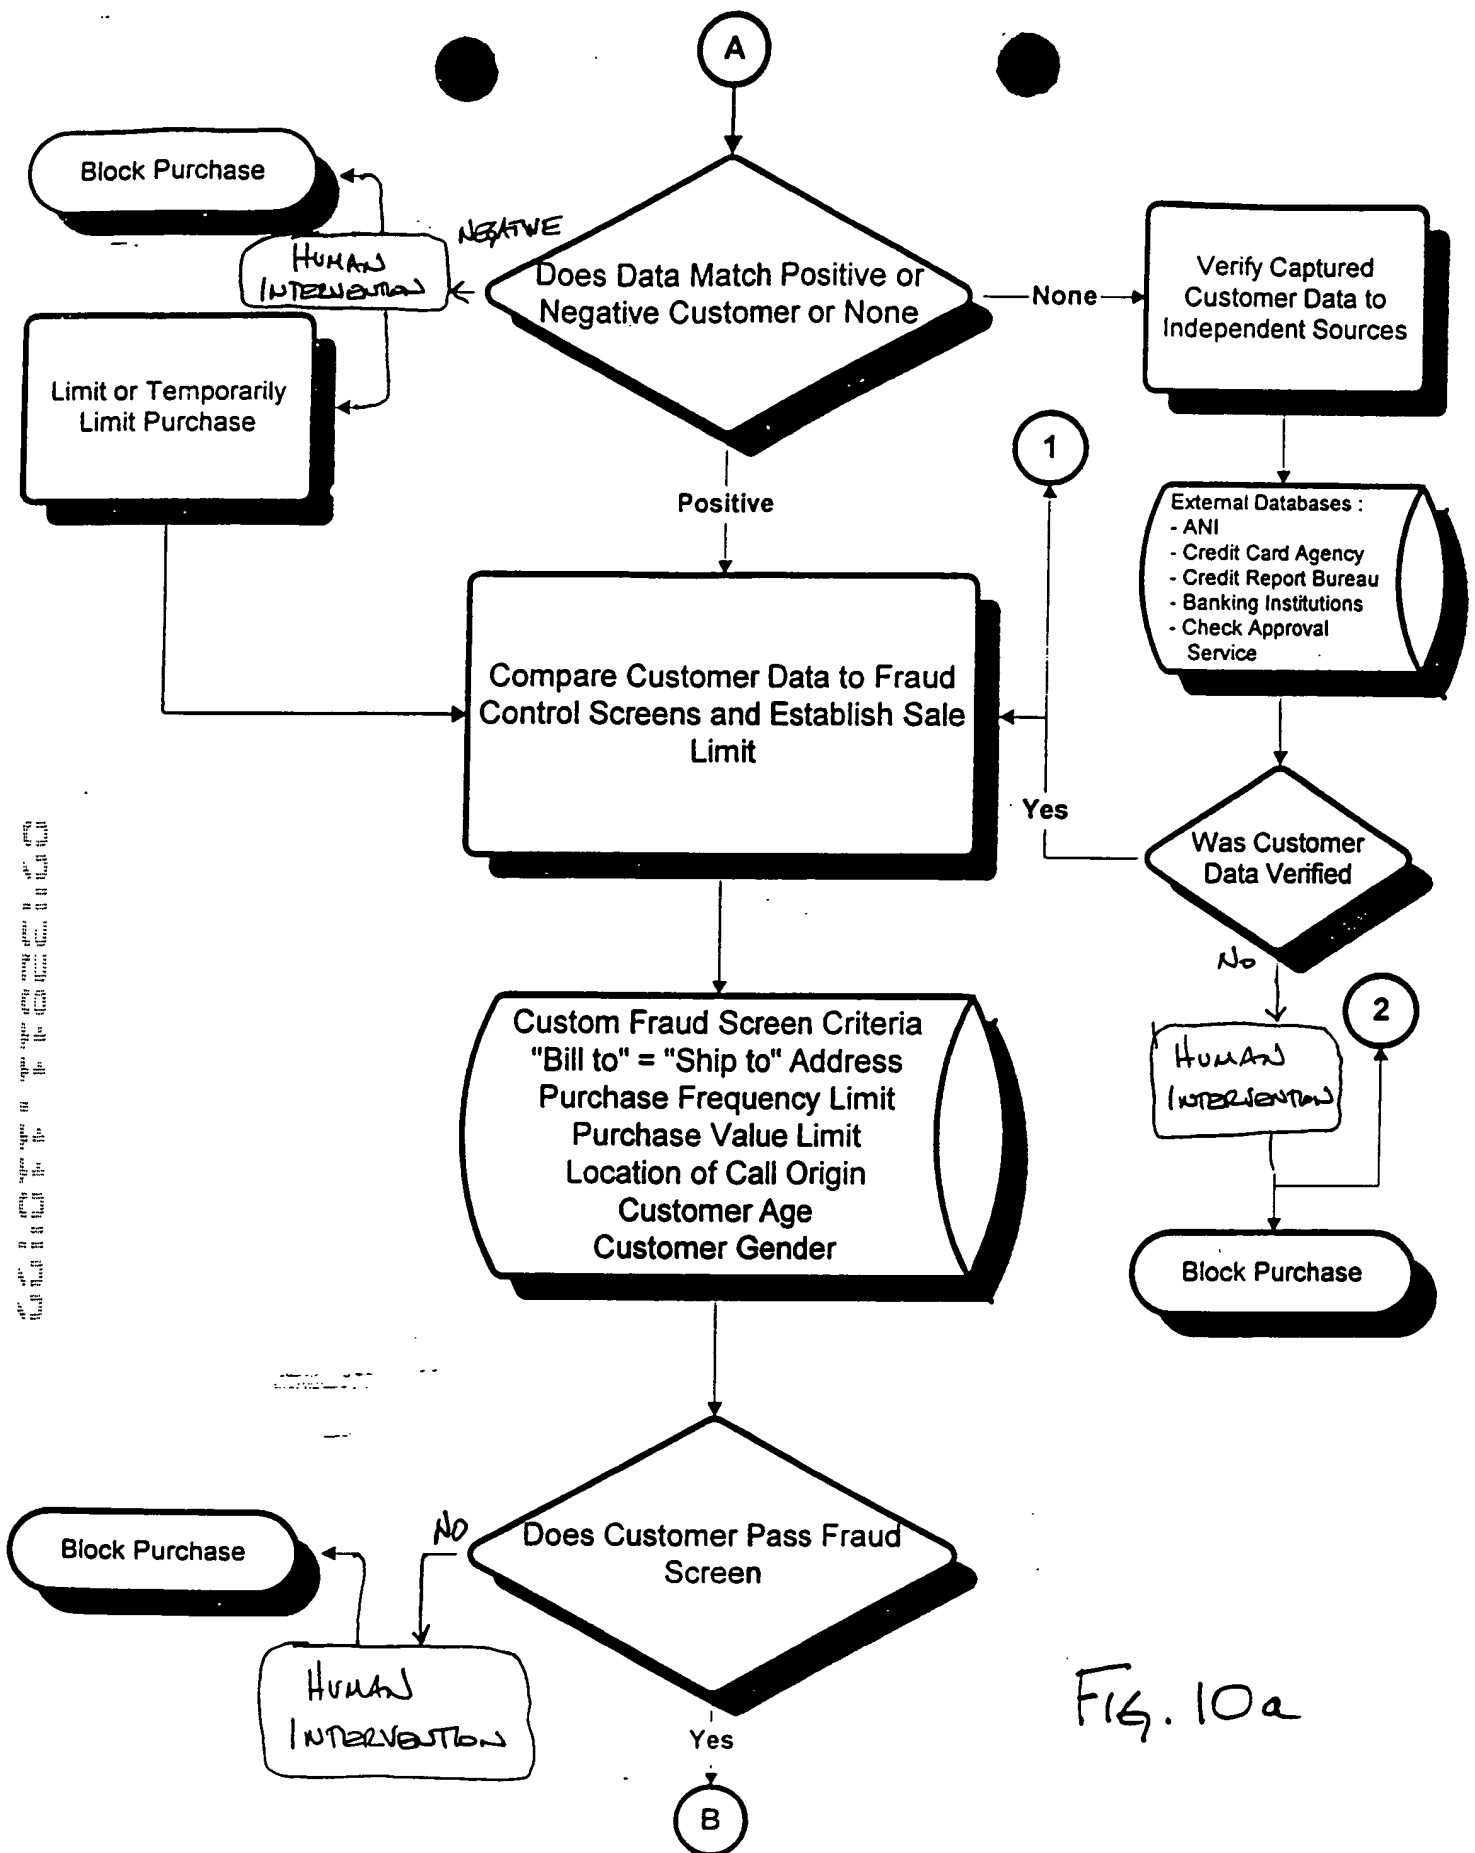 A
Block Purchase
NEGATIVE
HUMAN
INTERVENTION
Does Data Match Positive or
Negative Customer or None
None
Verify Captured
Customer Data to
Independent Sources
Limit or Temporarily
Limit Purchase
1
Positive
External Databases :
- ANI
- Credit Card Agency
- Credit Report Bureau
- Banking Institutions
- Check Approval
Service
Compare Customer Data to Fraud
Control Screens and Establish Sale
Limit
Yes
Was Customer
Data Verified
No
2
HUMAN
INTERVENTION
Custom Fraud Screen Criteria
"Bill to" = "Ship to" Address
Purchase Frequency Limit
Purchase Value Limit
Location of Call Origin
Customer Age
Customer Gender
Block Purchase
Does Customer Pass Fraud
Screen
NO
Block Purchase
HUMAN
INTERVENTION
Yes
B
FIG. 10a